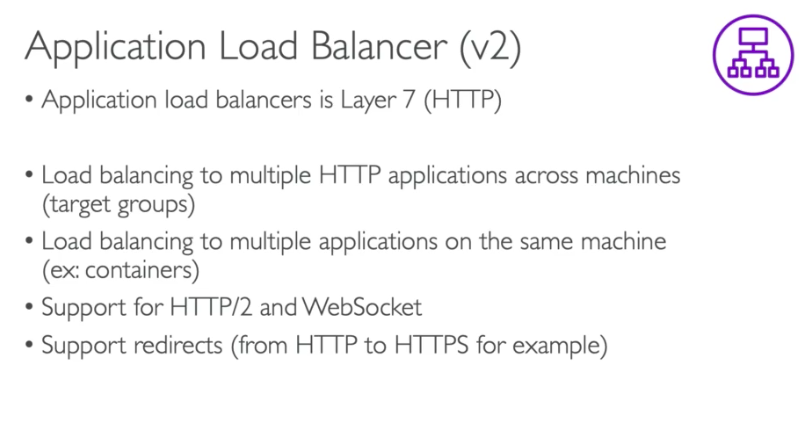 Application Load Balancer (v2)
• Application load balancers is Layer 7 (HTTP)
• Load balancing to multiple HTTP applications across machines
(target groups)
• Load balancing to multiple applications on the same machine
(ex: containers)
• Support for HTTP/2 and WebSocket
• Support redirects (from HTTP to HTTPS for example)